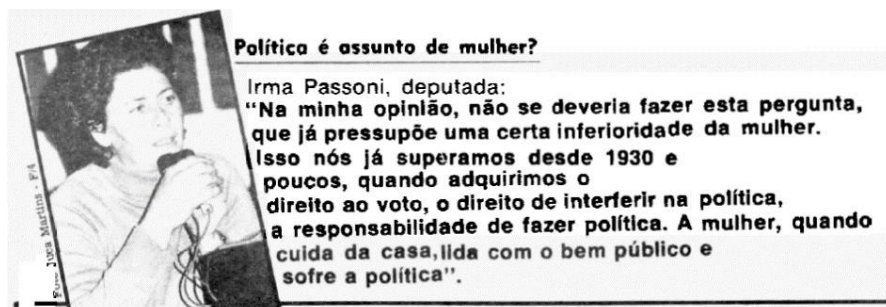 Política é assunto de mulher?
Irma Passoni, deputada:
"Na minha opinião, não se deveria fazer esta pergunta,
que já pressupõe uma certa inferioridade da mulher.
Isso nós já superamos desde 1930 e
poucos, quando adquirimos o
direito ao voto, o direito de interferir na política,
a responsabilidade de fazer política. A mulher, quando
cuida da casa, lida com o bem público e
sofre a política".
Juca Martins - F/4